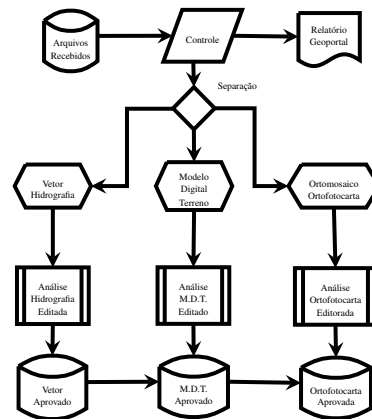 Arquivos
Recebidos
Controle
Relatório
Geoportal
Separação
Vetor
Hidrografia
Modelo
Digital
Terreno
Ortomosaico
Ortofotocarta
Análise
Hidrografia
Editada
Análise
M.D.T.
Editado
Análise
Ortofotocarta
Editorada
Vetor
Aprovado
M.D.T.
Aprovado
Ortofotocarta
Aprovada